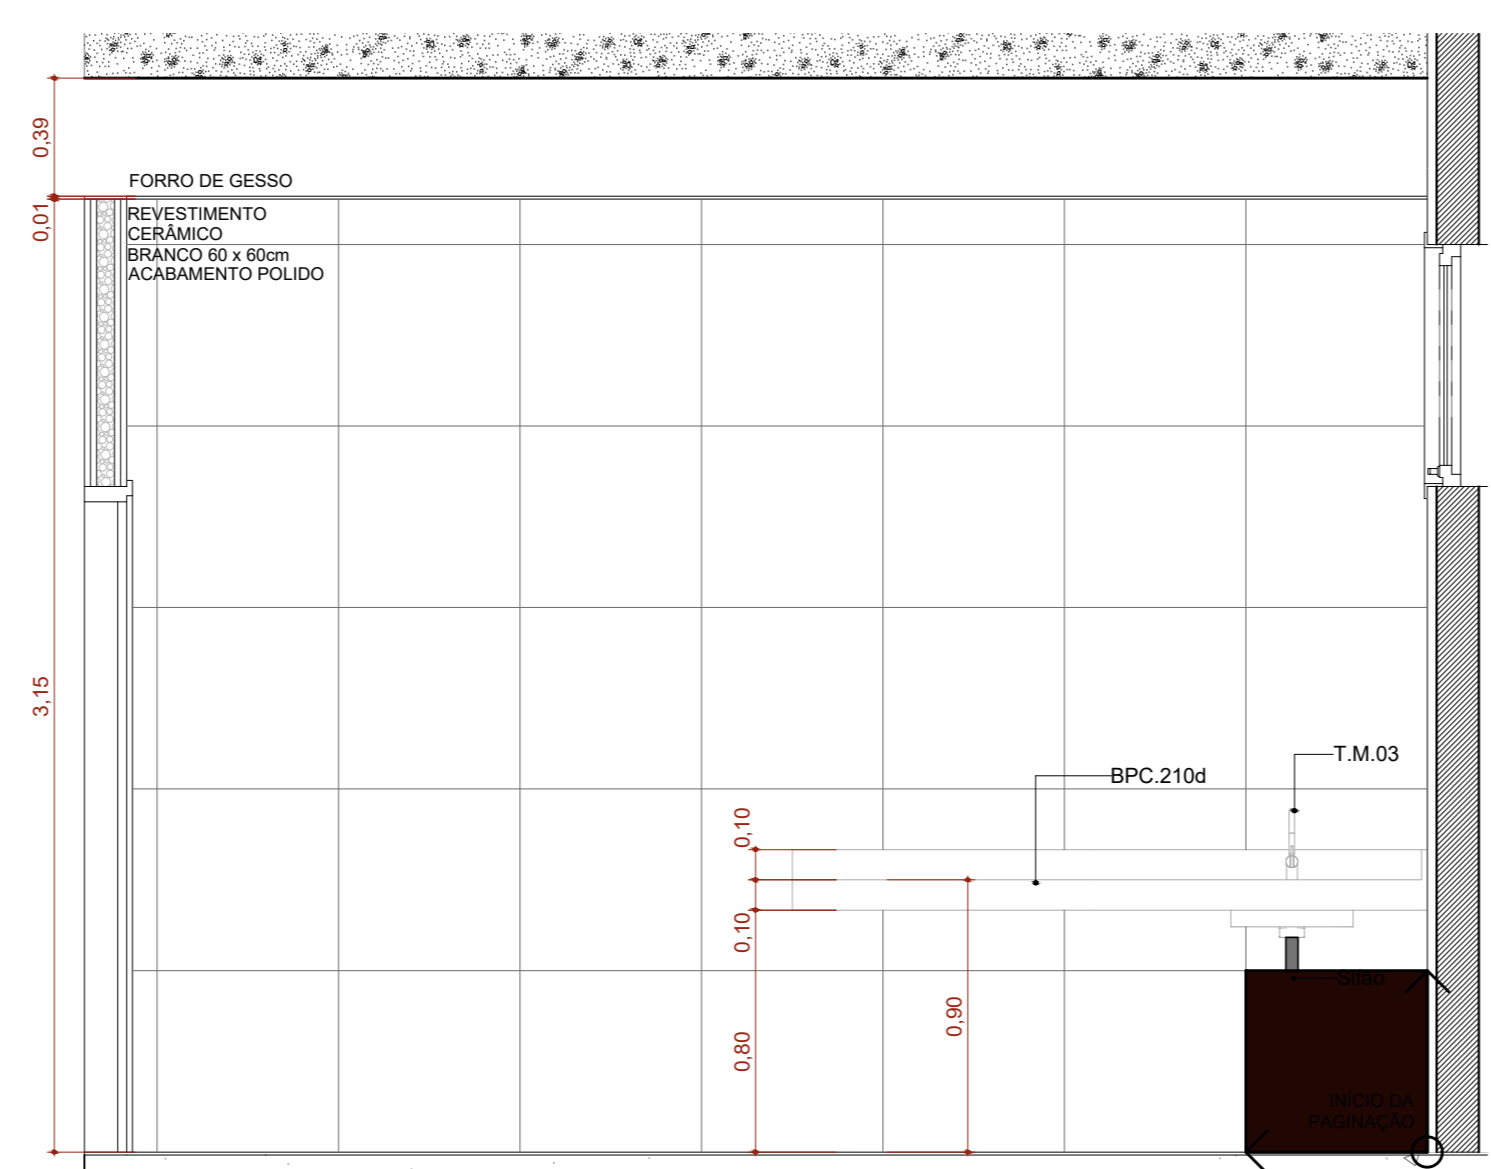 0,39
FORRO DE GESSO
0,01
REVESTIMENTO
CERÂMICO
BRANCO 60 x 60cm
ACABAMENTO POLIDO
3,15
T.M.03
BPC.210d
0,10
0,10
0,90
0,80
Sifão
INÍCIO DA
PAGINAÇÃO